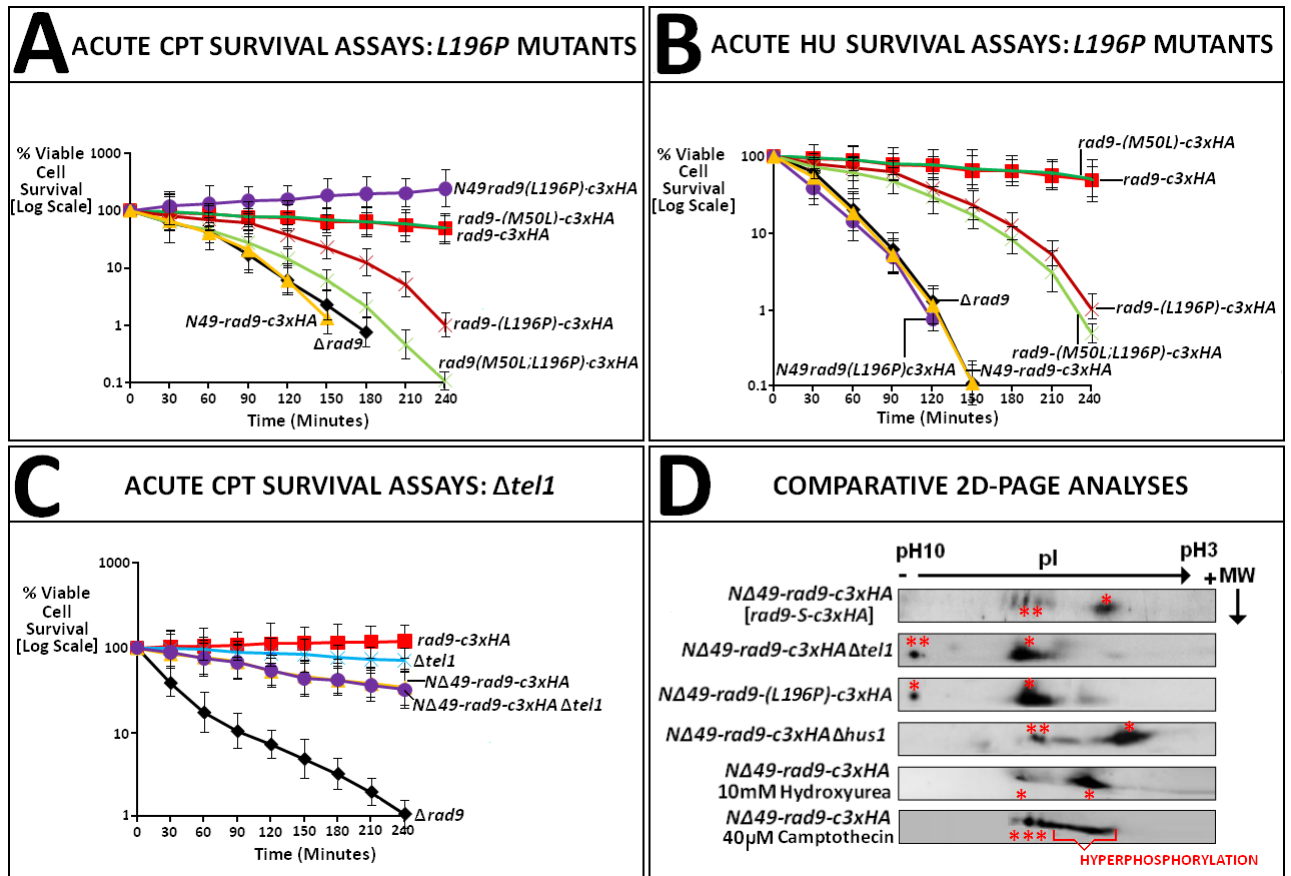 A ACUTE CPT SURVIVAL ASSAYS: L196P MUTANTS
% Viable
Cell
Survival
[Log Scale]
1000
100
10
1
0.1
0 30 60 90 120 150 180 210 240
Time (Minutes)
N49rad9(L196P)-c3xHA
rad9-(M50L)-c3xHA
rad9-c3xHA
N49-rad9-c3xHA
Δrad9
rad9-(L196P)-c3xHA
rad9(M50L;L196P)-c3xHA
B ACUTE HU SURVIVAL ASSAYS: L196P MUTANTS
% Viable
Cell
Survival
[Log Scale]
100
10
1
0.1
0 30 60 90 120 150 180 210 240
Time (Minutes)
rad9-(M50L)-c3xHA
rad9-c3xHA
Δrad9
rad9-(L196P)-c3xHA
rad9-(M50L;L196P)-c3xHA
N49rad9(L196P)c3xHA
N49-rad9-c3xHA
C ACUTE CPT SURVIVAL ASSAYS: Δtel1
% Viable
Cell
Survival
[Log Scale]
1000
100
10
1
0 30 60 90 120 150 180 210 240
Time (Minutes)
rad9-c3xHA
Δtel1
NΔ49-rad9-c3xHA
NΔ49-rad9-c3xHA Δtel1
Δrad9
D COMPARATIVE 2D-PAGE ANALYSES
pH10 pI pH3
- + MW
NΔ49-rad9-c3xHA
[rad9-S-c3xHA]
** *
NΔ49-rad9-c3xHA Δtel1
** *
NΔ49-rad9-(L196P)-c3xHA
* *
NΔ49-rad9-c3xHA Δhus1
** *
NΔ49-rad9-c3xHA
10mM Hydroxyurea
* *
NΔ49-rad9-c3xHA
40µM Camptothecin
***
HYPERPHOSPHORYLATION